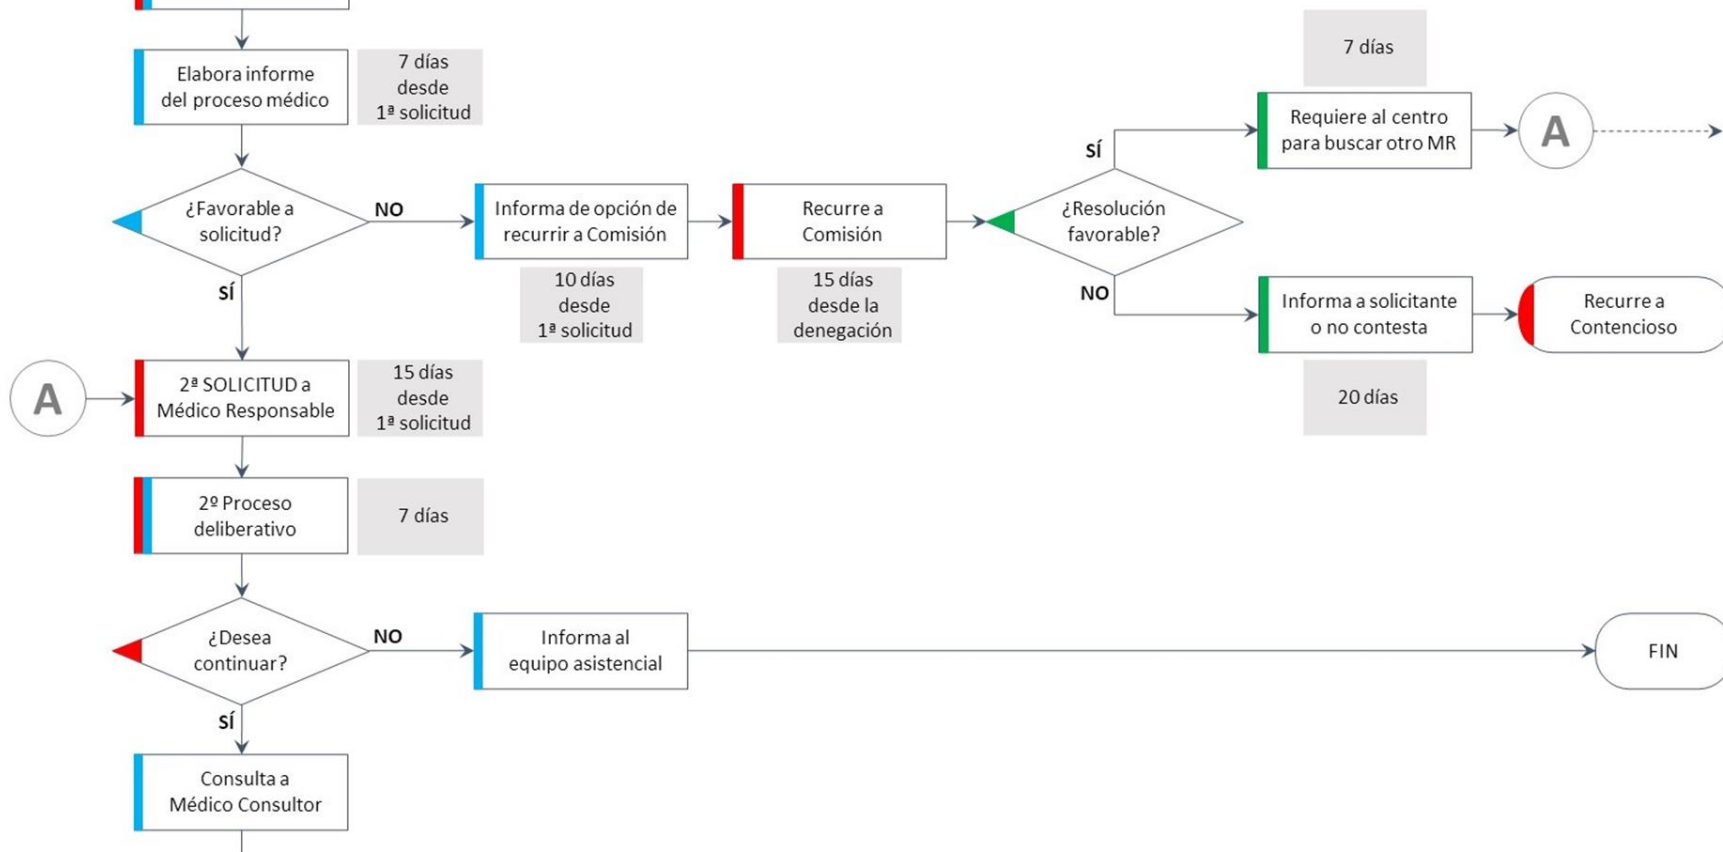 Elabora informe
del proceso médico
7 días
desde
1ª solicitud
7 días
Requiere al centro
para buscar otro MR
A
SÍ
¿Favorable a
solicitud?
NO
Informa de opción de
recurrir a Comisión
10 días
desde
1ª solicitud
Recurre a
Comisión
15 días
desde la
denegación
¿Resolución
favorable?
NO
Informa a solicitante
o no contesta
20 días
Recurre a
Contencioso
SÍ
A
2ª SOLICITUD a
Médico Responsable
15 días
desde
1ª solicitud
2º Proceso
deliberativo
7 días
¿Desea
continuar?
NO
Informa al
equipo asistencial
FIN
SÍ
Consulta a
Médico Consultor